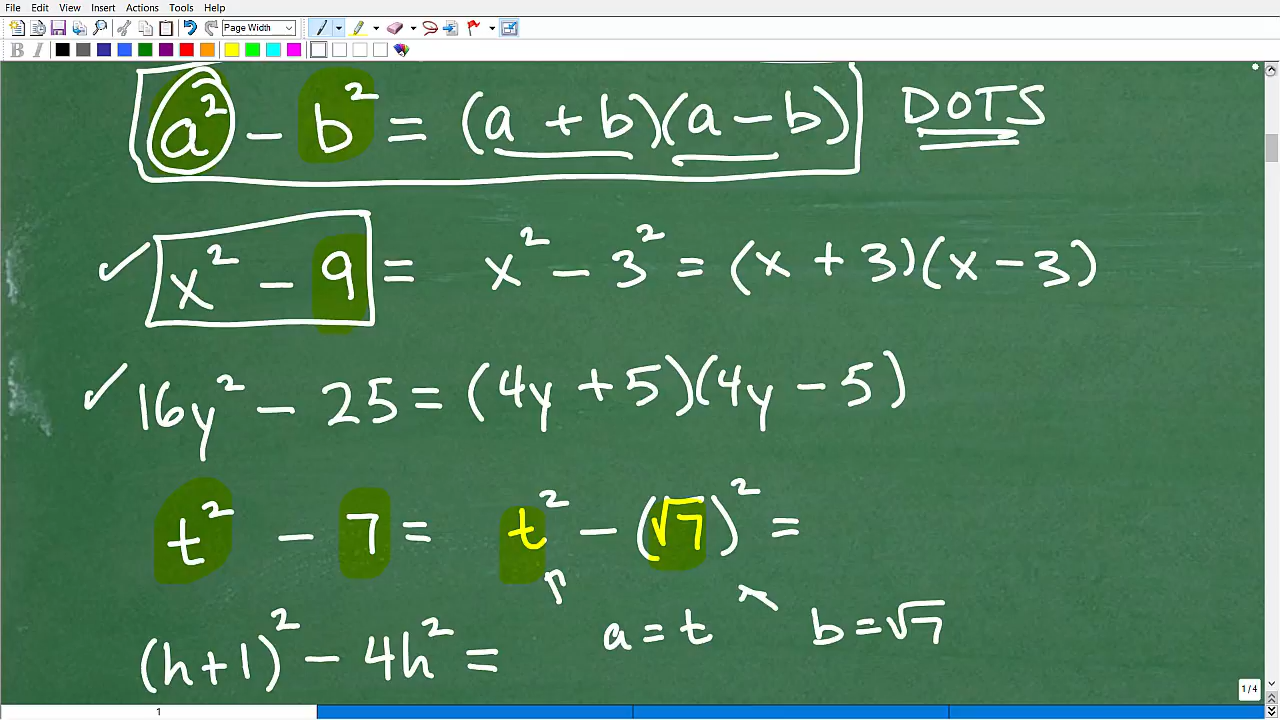 File Edit View Insert Actions Tools Help
Page Width
B I
a² - b² = (a + b)(a - b) DOTS
x² - 9 = x² - 3² = (x + 3)(x - 3)
16y² - 25 = (4y + 5)(4y - 5)
t² - 7 = t² - (√7)² =
a = t b = √7
(h+1)² - 4h² =
1/4
1